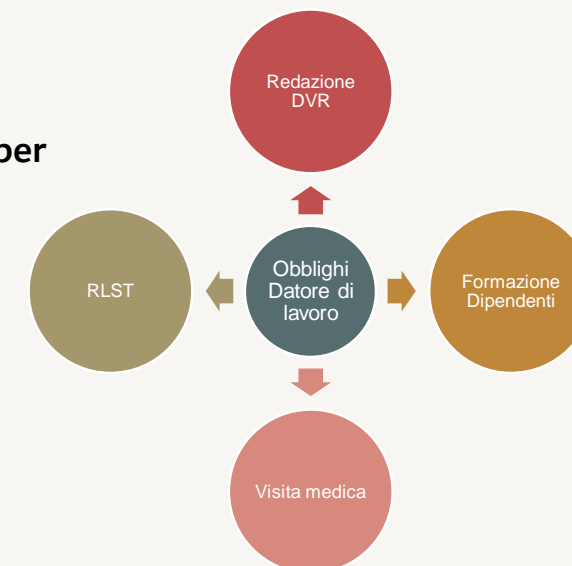 Redazione
DVR
per
RLST
Obblighi
Datore di
lavoro
Formazione
Dipendenti
Visita medica